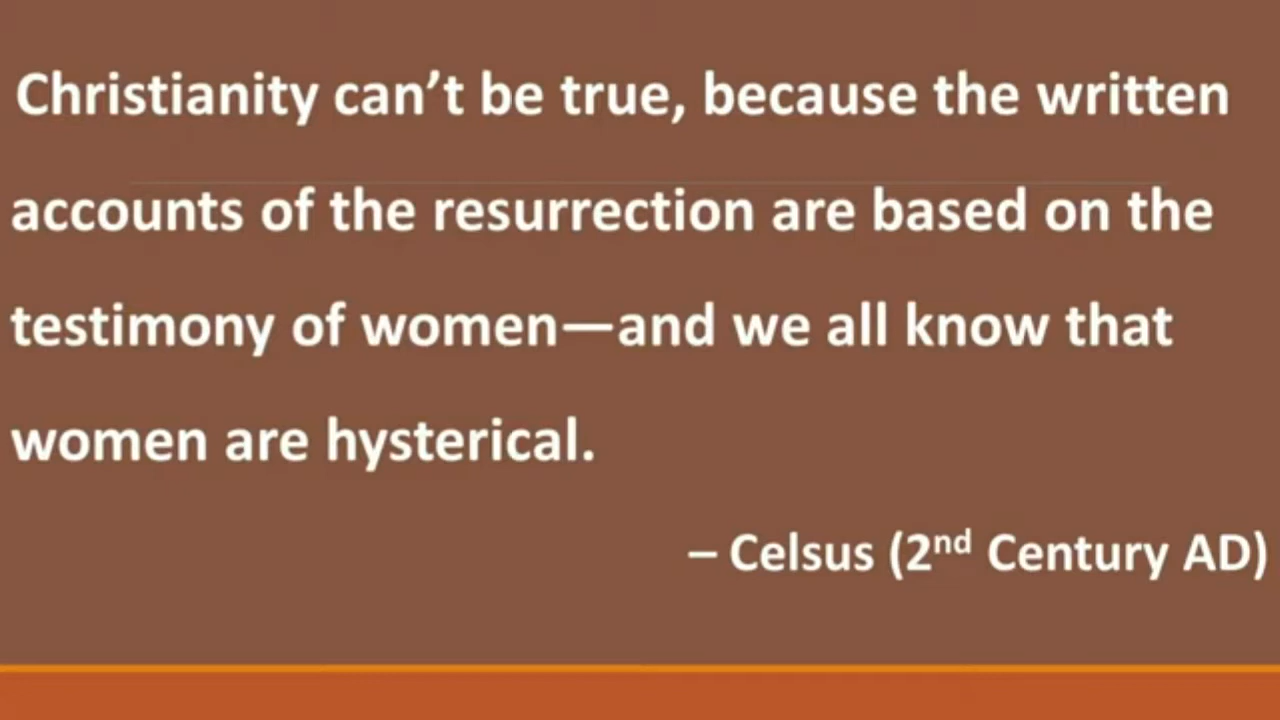 Christianity can’t be true, because the written
accounts of the resurrection are based on the
testimony of women—and we all know that
women are hysterical.
– Celsus (2nd Century AD)